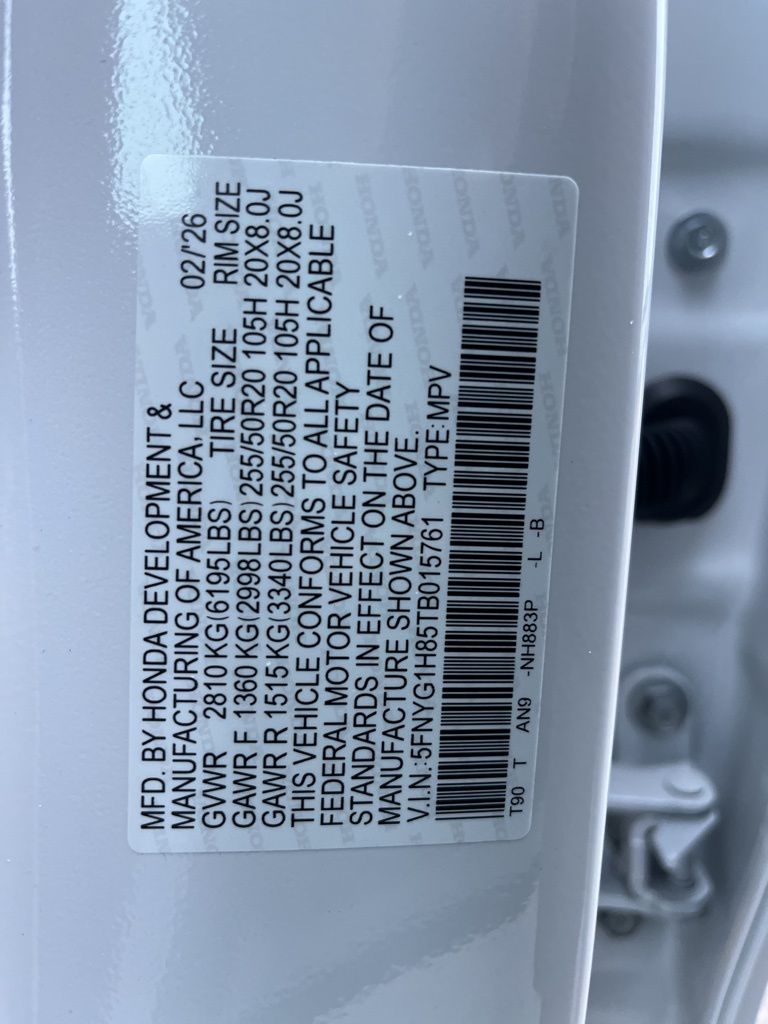 MFD. BY HONDA DEVELOPMENT &
MANUFACTURING OF AMERICA, LLC 02/'26
GVWR 2810 KG(6195LBS) TIRE SIZE RIM SIZE
GAWR F 1360 KG(2998LBS) 255/50R20 105H 20X8.0J
GAWR R 1515 KG(3340LBS) 255/50R20 105H 20X8.0J
THIS VEHICLE CONFORMS TO ALL APPLICABLE
FEDERAL MOTOR VEHICLE SAFETY
STANDARDS IN EFFECT ON THE DATE OF
MANUFACTURE SHOWN ABOVE.
V.I.N.:5FNYG1H85TB015761 TYPE:MPV
T90 T AN9 -NH883P -L -B